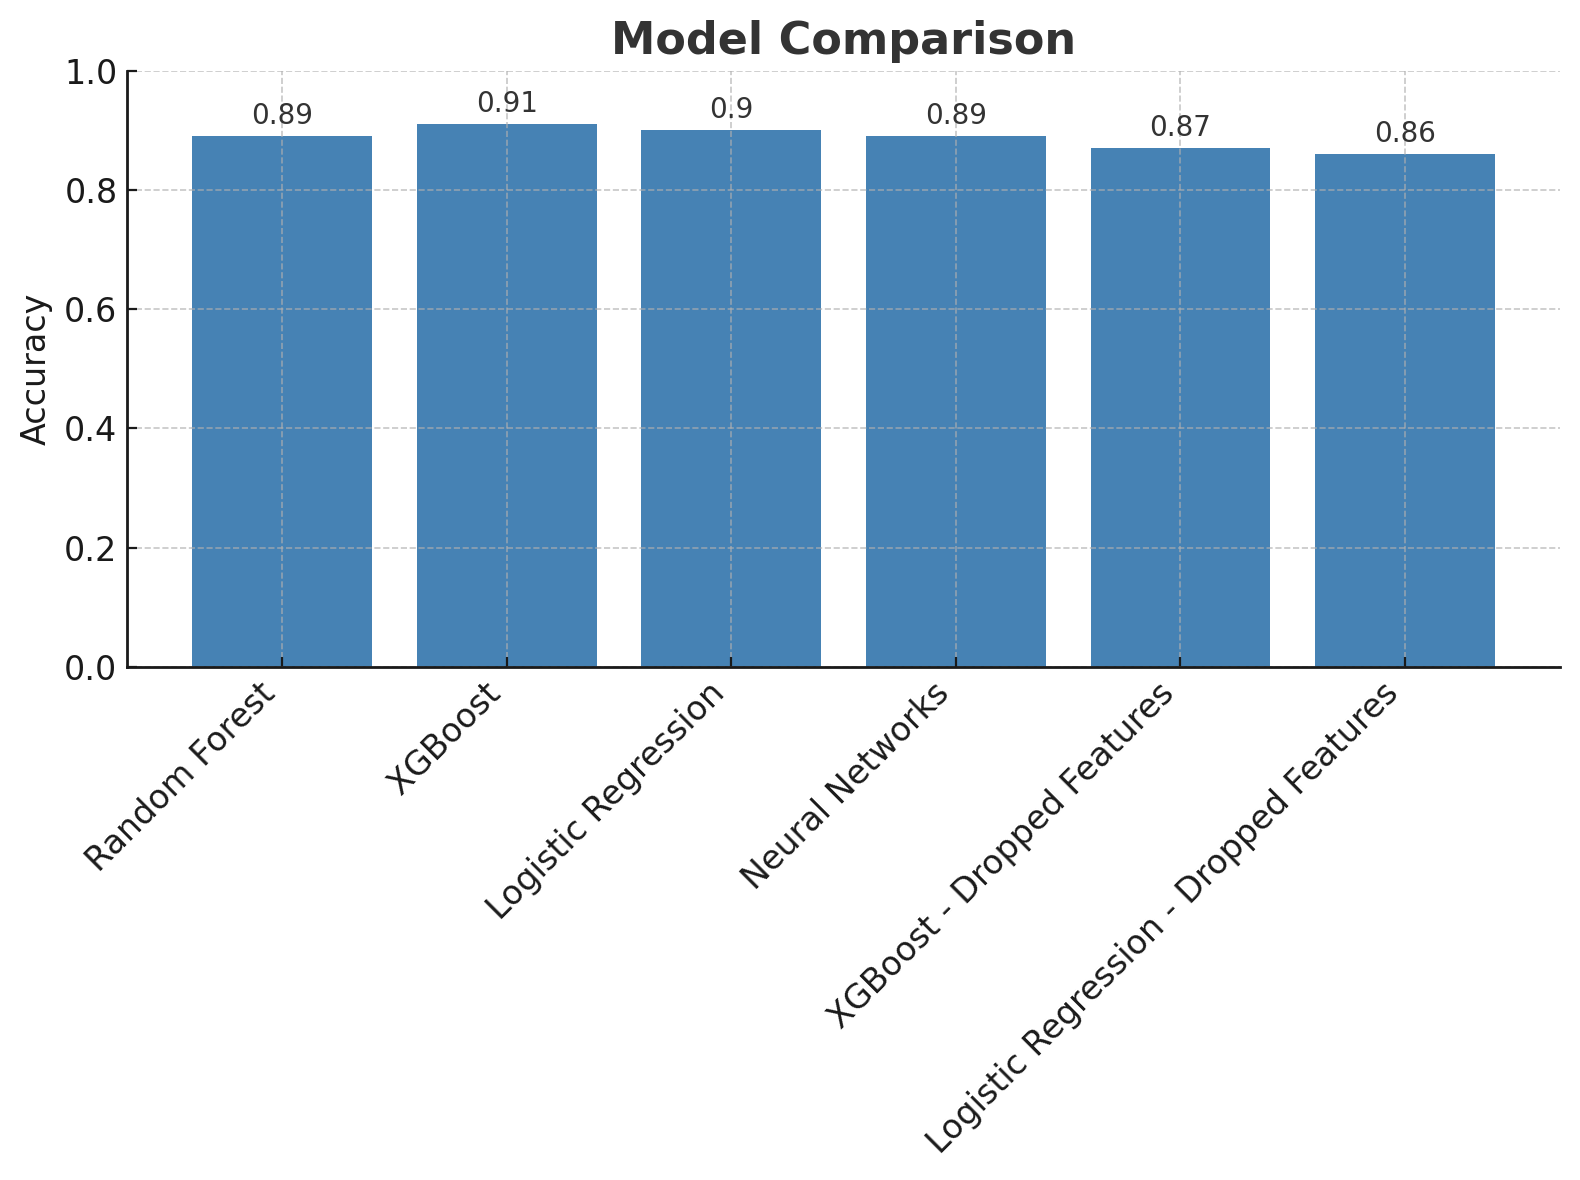 Model Comparison
Accuracy
1.0
0.8
0.6
0.4
0.2
0.0
0.89
0.91
0.9
0.89
0.87
0.86
Random Forest
XGBoost
Logistic Regression
Neural Networks
XGBoost - Dropped Features
Logistic Regression - Dropped Features